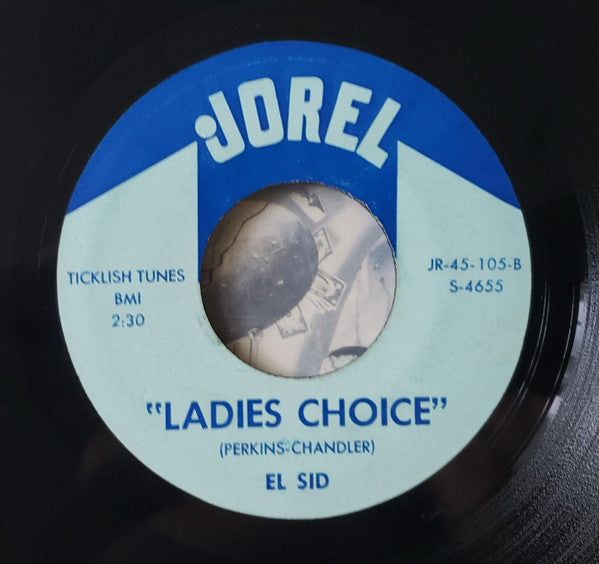 JOREL
TICKLISH TUNES
BMI
2:30
JR-45-105-B
S-4655
"LADIES CHOICE"
(PERKINS-CHANDLER)
EL SID